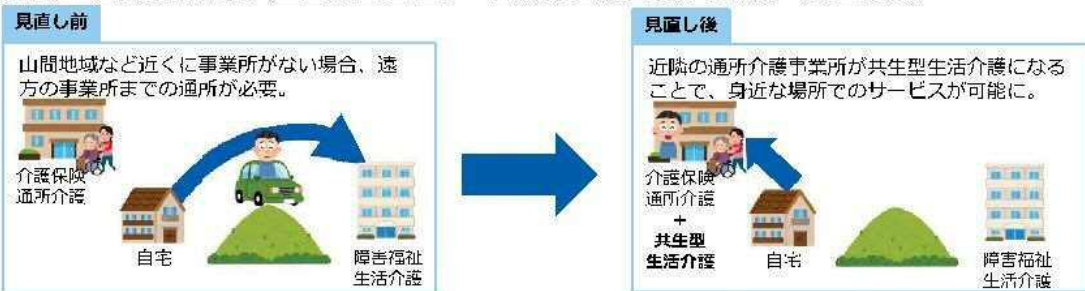 見直し前
山間地域など近くに事業所がない場合、遠
方の事業所までの通所が必要。
介護保険
通所介護
自宅
障害福祉
生活介護
見直し後
近隣の通所介護事業所が共生型生活介護になる
ことで、身近な場所でのサービスが可能に。
介護保険
通所介護
+
共生型
生活介護
自宅
障害福祉
生活介護